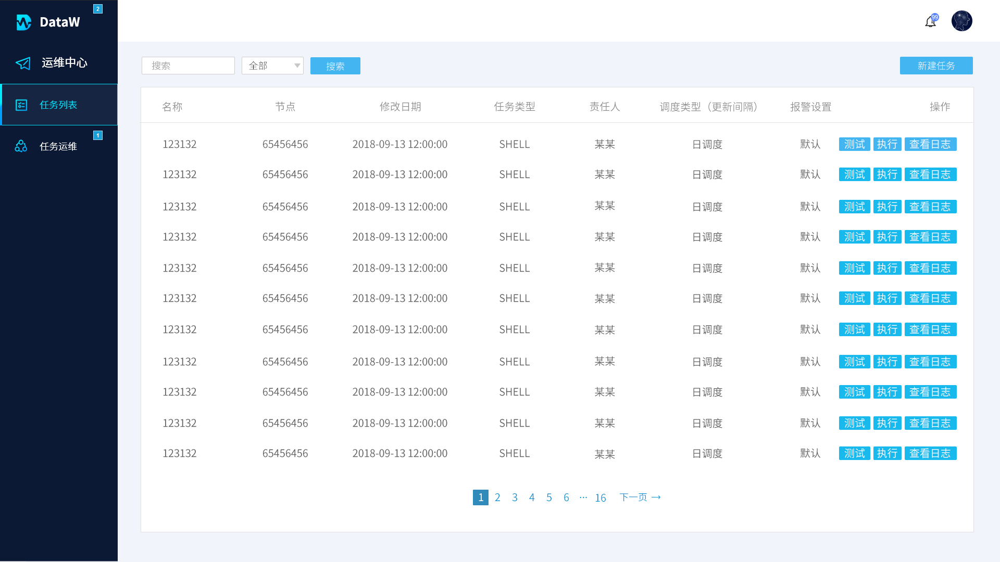 2
DataW
运维中心
任务列表
1
任务运维
99
搜索 全部 搜索 新建任务
名称 节点 修改日期 任务类型 责任人 调度类型（更新间隔） 报警设置 操作
123132 65456456 2018-09-13 12:00:00 SHELL 某某 日调度 默认 测试 执行 查看日志
123132 65456456 2018-09-13 12:00:00 SHELL 某某 日调度 默认 测试 执行 查看日志
123132 65456456 2018-09-13 12:00:00 SHELL 某某 日调度 默认 测试 执行 查看日志
123132 65456456 2018-09-13 12:00:00 SHELL 某某 日调度 默认 测试 执行 查看日志
123132 65456456 2018-09-13 12:00:00 SHELL 某某 日调度 默认 测试 执行 查看日志
123132 65456456 2018-09-13 12:00:00 SHELL 某某 日调度 默认 测试 执行 查看日志
123132 65456456 2018-09-13 12:00:00 SHELL 某某 日调度 默认 测试 执行 查看日志
123132 65456456 2018-09-13 12:00:00 SHELL 某某 日调度 默认 测试 执行 查看日志
123132 65456456 2018-09-13 12:00:00 SHELL 某某 日调度 默认 测试 执行 查看日志
123132 65456456 2018-09-13 12:00:00 SHELL 某某 日调度 默认 测试 执行 查看日志
123132 65456456 2018-09-13 12:00:00 SHELL 某某 日调度 默认 测试 执行 查看日志
1 2 3 4 5 6 ··· 16 下一页 →